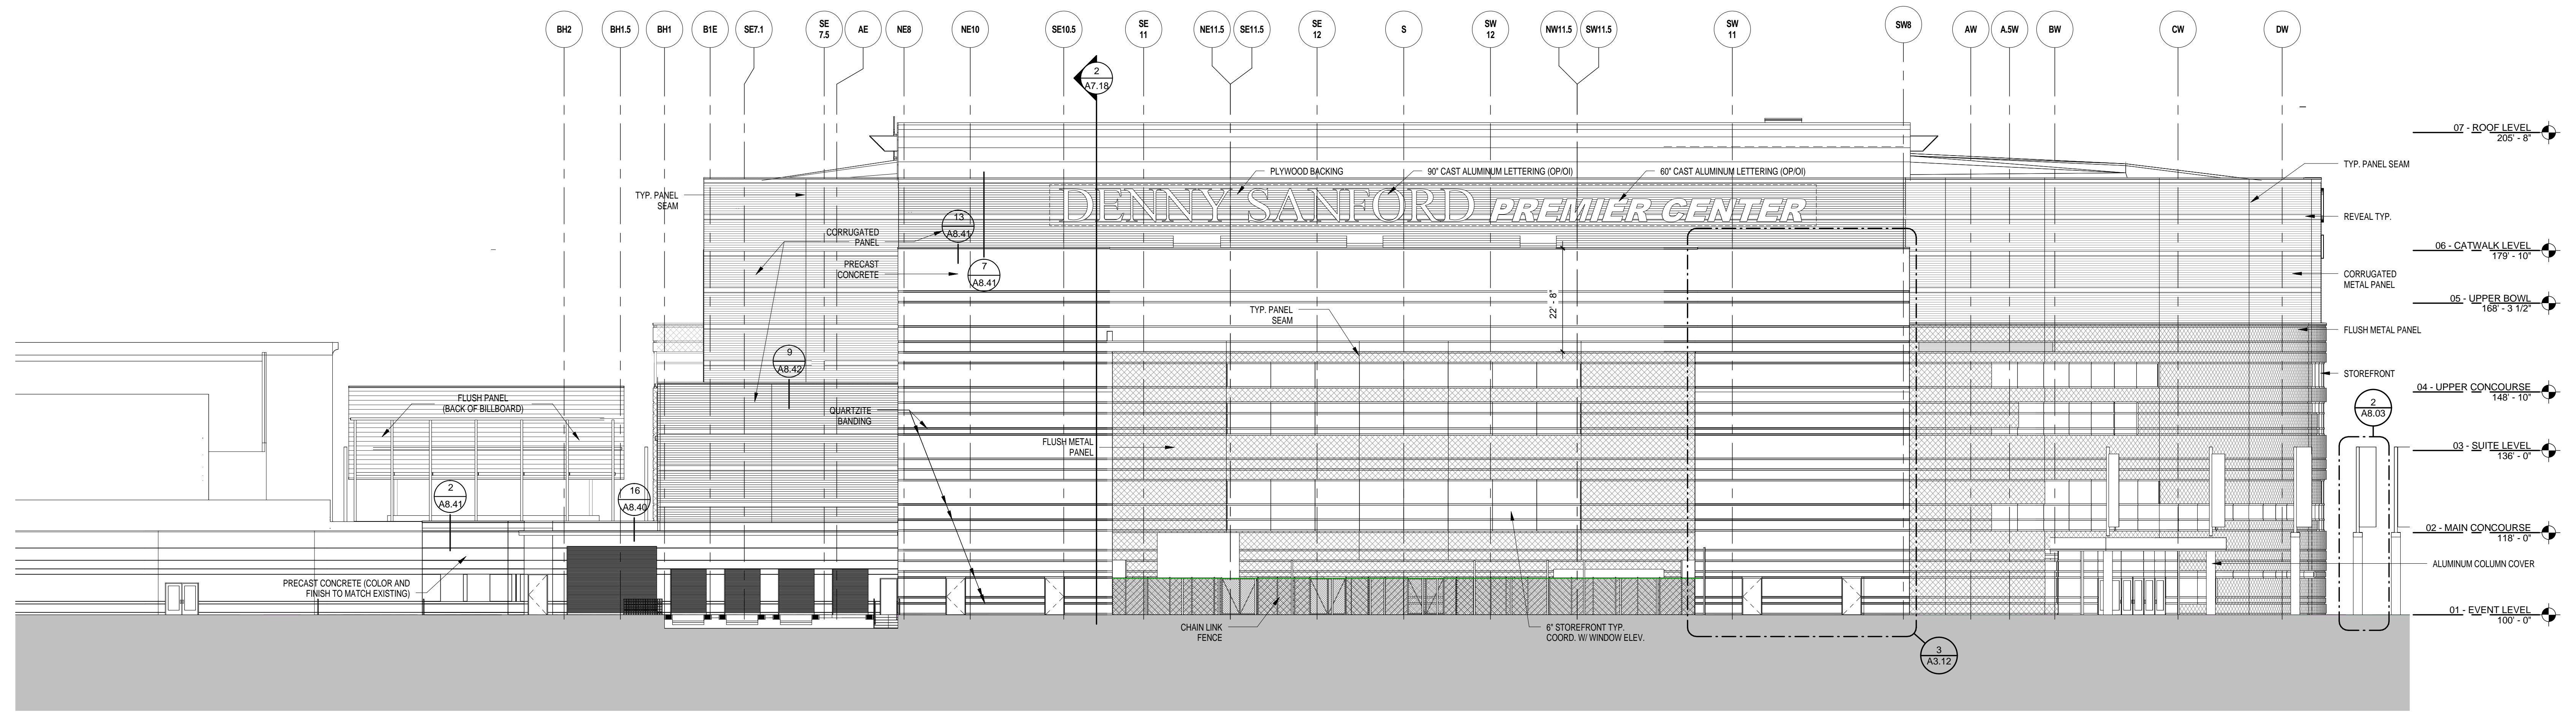 BH2
BH1.5
BH1
B1E
SE7.1
SE
7.5
AE
NE8
NE10
SE10.5
SE
11
NE11.5
SE11.5
SE
12
S
SW
12
NW11.5
SW11.5
SW
11
SW8
AW
A.5W
BW
CW
DW
2
A7.18
07 - ROOF LEVEL
205' - 8"
TYP. PANEL SEAM
PLYWOOD BACKING
90" CAST ALUMINUM LETTERING (OP/OI)
60" CAST ALUMINUM LETTERING (OP/OI)
TYP. PANEL
SEAM
DENNY SANFORD PREMIER CENTER
REVEAL TYP.
13
A8.41
CORRUGATED
PANEL
06 - CATWALK LEVEL
179' - 10"
PRECAST
CONCRETE
7
A8.41
CORRUGATED
METAL PANEL
05 - UPPER BOWL
168' - 3 1/2"
22' - 8"
TYP. PANEL
SEAM
FLUSH METAL PANEL
9
A8.42
STOREFRONT
04 - UPPER CONCOURSE
148' - 10"
FLUSH PANEL
(BACK OF BILLBOARD)
QUARTZITE
BANDING
2
A8.03
FLUSH METAL
PANEL
03 - SUITE LEVEL
136' - 0"
2
A8.41
16
A8.40
02 - MAIN CONCOURSE
118' - 0"
ALUMINUM COLUMN COVER
PRECAST CONCRETE (COLOR AND
FINISH TO MATCH EXISTING)
01 - EVENT LEVEL
100' - 0"
CHAIN LINK
FENCE
6" STOREFRONT TYP.
COORD. W/ WINDOW ELEV.
3
A3.12